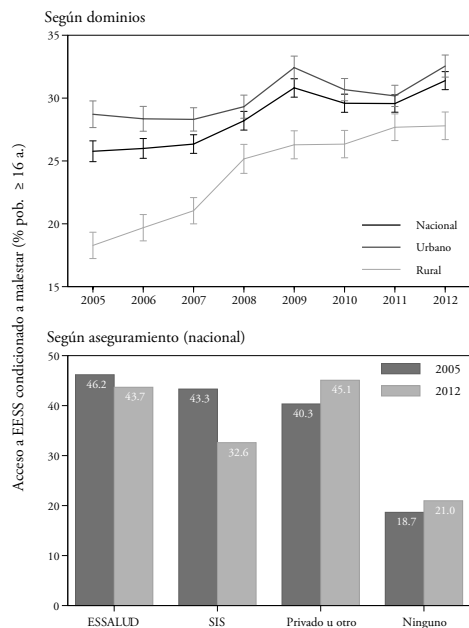 Según dominios
35
30
25
20
15
Nacional
Urbano
Rural
2005 2006 2007 2008 2009 2010 2011 2012
Acceso a EESS condicionado a malestar (% pob. ≥ 16 a.)
Según aseguramiento (nacional)
50
40
30
20
10
0
2005
2012
46.2 43.7 43.3 32.6 40.3 45.1 18.7 21.0
ESSALUD SIS Privado u otro Ninguno